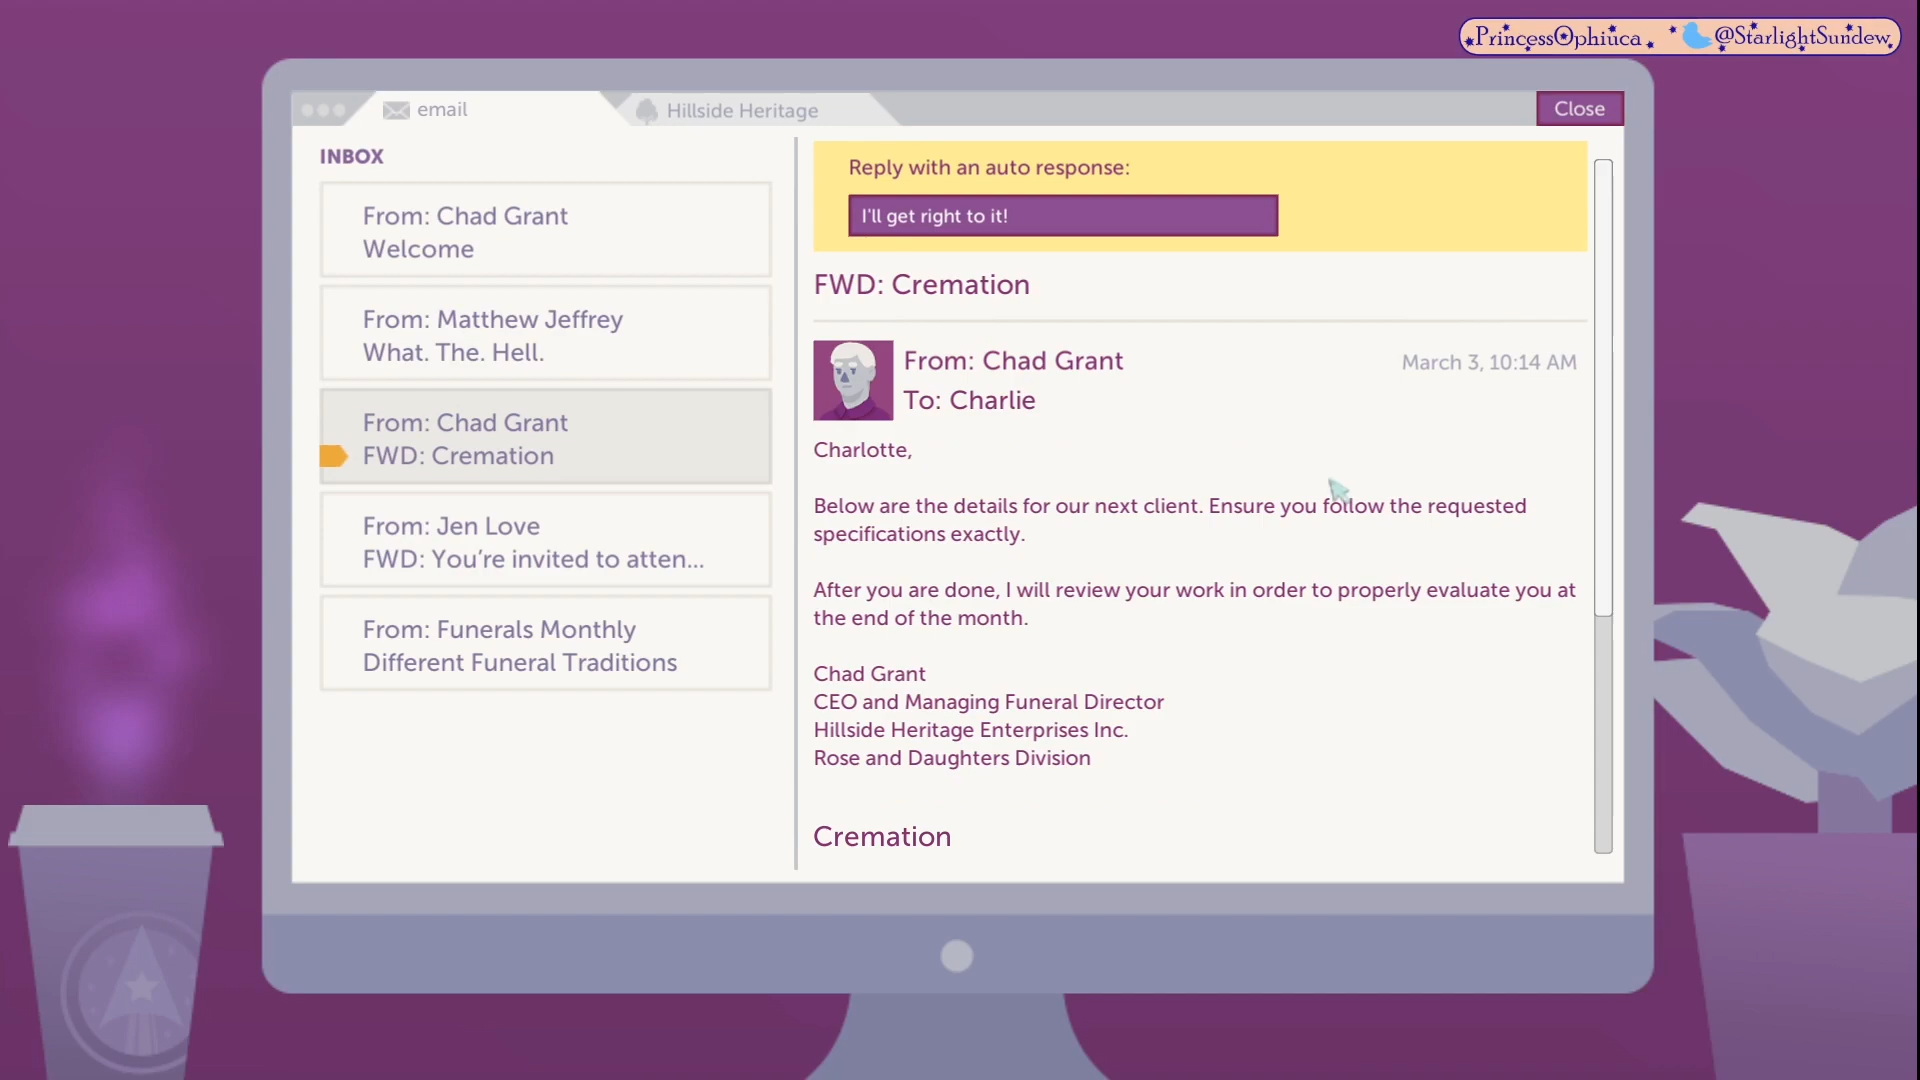 PrincessOphiuca @StarlightSundew
email
Hillside Heritage
Close
INBOX
From: Chad Grant
Welcome
From: Matthew Jeffrey
What. The. Hell.
From: Chad Grant
FWD: Cremation
From: Jen Love
FWD: You’re invited to atten...
From: Funerals Monthly
Different Funeral Traditions
Reply with an auto response:
I'll get right to it!
FWD: Cremation
From: Chad Grant
March 3, 10:14 AM
To: Charlie
Charlotte,
Below are the details for our next client. Ensure you follow the requested
specifications exactly.
After you are done, I will review your work in order to properly evaluate you at
the end of the month.
Chad Grant
CEO and Managing Funeral Director
Hillside Heritage Enterprises Inc.
Rose and Daughters Division
Cremation